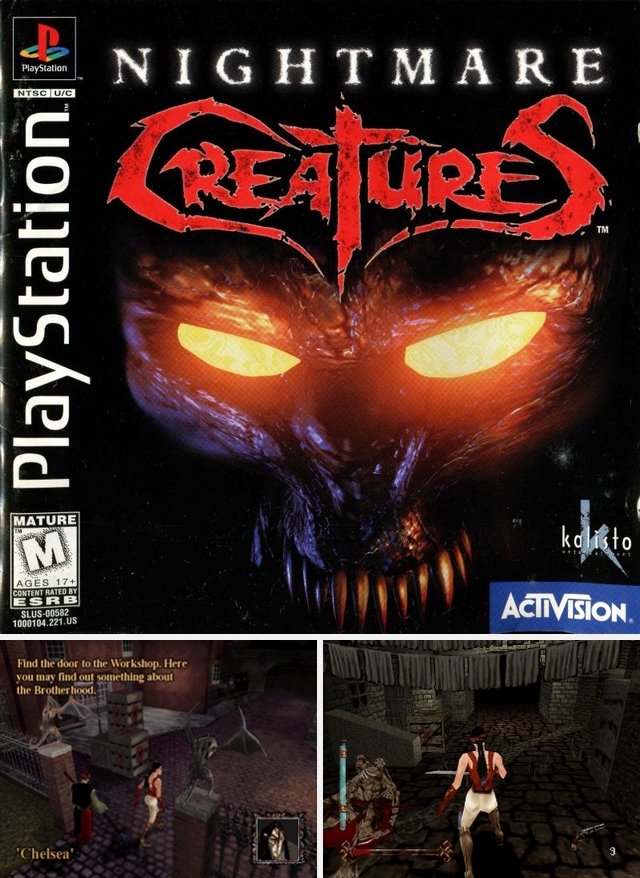 PlayStation
NTSC U/C
PlayStation
NIGHTMARE
CREATURES
TM
MATURE
M
AGES 17+
CONTENT RATED BY
ESRB
SLUS-00582
1000104.221.US
kalisto
ACTIVISION
Find the door to the Workshop. Here
you may find out something about
the Brotherhood.
'Chelsea'
9